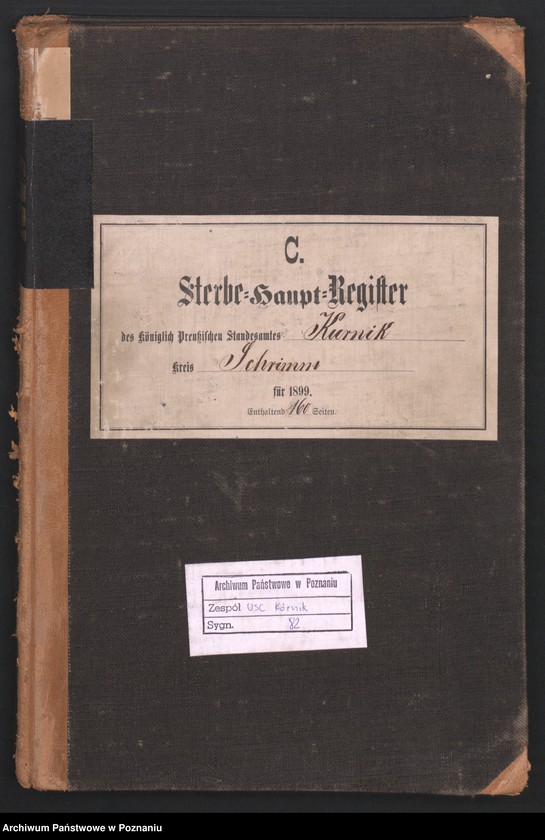 C.
Sterbe-Haupt-Register
des Königlich Preußischen Standesamtes Kurnik
Kreis Schrimm
für 1899.
Enthaltend 160 Seiten.
Archiwum Państwowe w Poznaniu
Zespół USC Kórnik
Sygn. 82
Archiwum Państwowe w Poznaniu